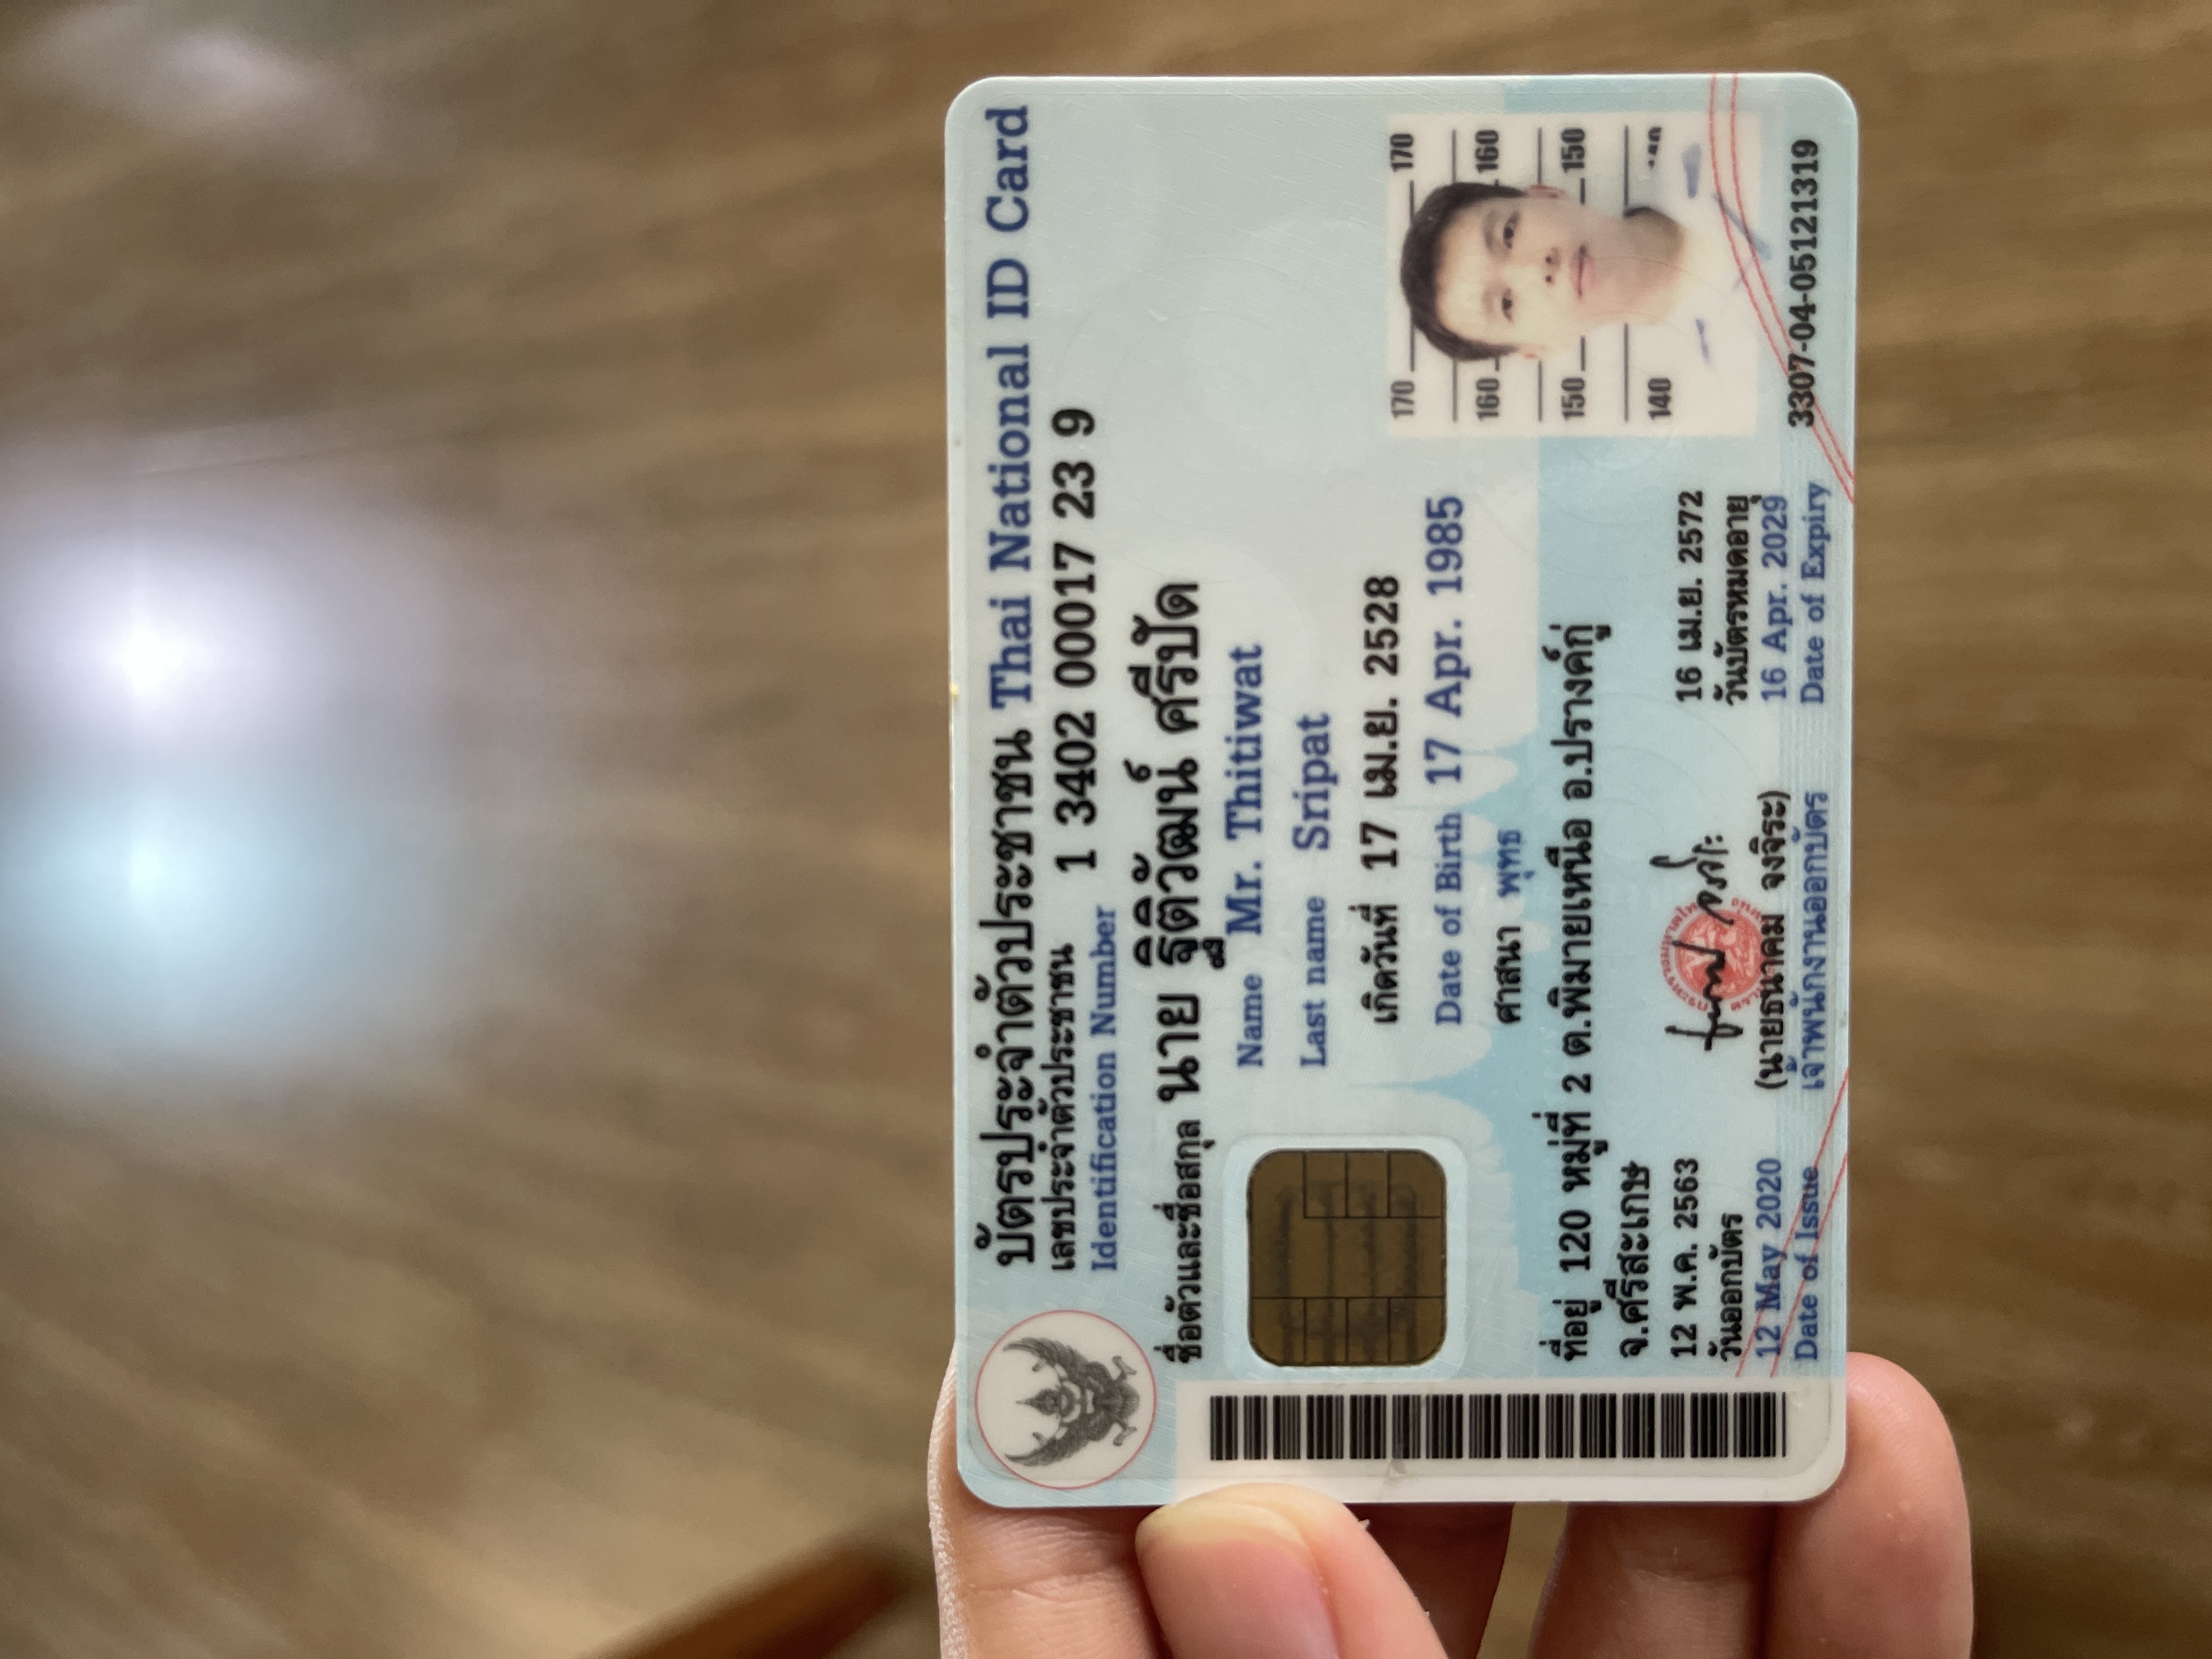 บัตรประจำตัวประชาชน Thai National ID Card
เลขประจำตัวประชาชน 1 3402 00017 23 9
Identification Number
ชื่อตัวและชื่อสกุล นาย ฐิติวัฒน์ ศรีปัด
Name Mr. Thitiwat
Last name Sripat
เกิดวันที่ 17 เม.ย. 2528
Date of Birth 17 Apr. 1985
ศาสนา พุทธ
ที่อยู่ 120 หมู่ที่ 2 ต.พิมายเหนือ อ.ปรางค์กู่
จ.ศรีสะเกษ
12 พ.ค. 2563
วันออกบัตร
12 May 2020
Date of Issue
(นายธนาคม จงจิระ)
เจ้าพนักงานออกบัตร
16 เม.ย. 2572
วันบัตรหมดอายุ
16 Apr. 2029
Date of Expiry
170 170
160 160
150 150
140
3307-04-05121319